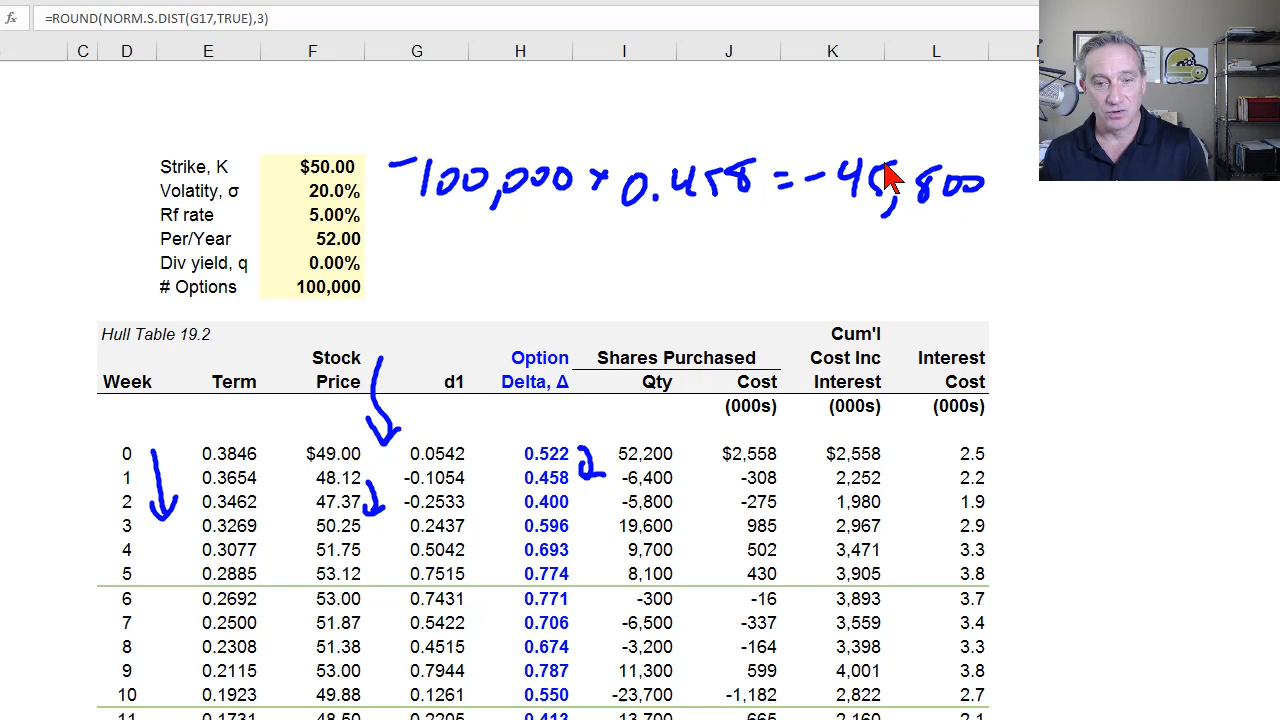 =ROUND(NORM.S.DIST(G17,TRUE),3)
C D E F G H I J K L
Strike, K $50.00
Volatity, σ 20.0%
Rf rate 5.00%
Per/Year 52.00
Div yield, q 0.00%
# Options 100,000
-100,000 × 0.458 = -45,800
Hull Table 19.2 Cum'l
Stock Option Shares Purchased Cost Inc Interest
Week Term Price d1 Delta, Δ Qty Cost Interest Cost
(000s) (000s) (000s)
0 0.3846 $49.00 0.0542 0.522 52,200 $2,558 $2,558 2.5
1 0.3654 48.12 -0.1054 0.458 -6,400 -308 2,252 2.2
2 0.3462 47.37 -0.2533 0.400 -5,800 -275 1,980 1.9
3 0.3269 50.25 0.2437 0.596 19,600 985 2,967 2.9
4 0.3077 51.75 0.5042 0.693 9,700 502 3,471 3.3
5 0.2885 53.12 0.7515 0.774 8,100 430 3,905 3.8
6 0.2692 53.00 0.7431 0.771 -300 -16 3,893 3.7
7 0.2500 51.87 0.5422 0.706 -6,500 -337 3,559 3.4
8 0.2308 51.38 0.4515 0.674 -3,200 -164 3,398 3.3
9 0.2115 53.00 0.7944 0.787 11,300 599 4,001 3.8
10 0.1923 49.88 0.1261 0.550 -23,700 -1,182 2,822 2.7